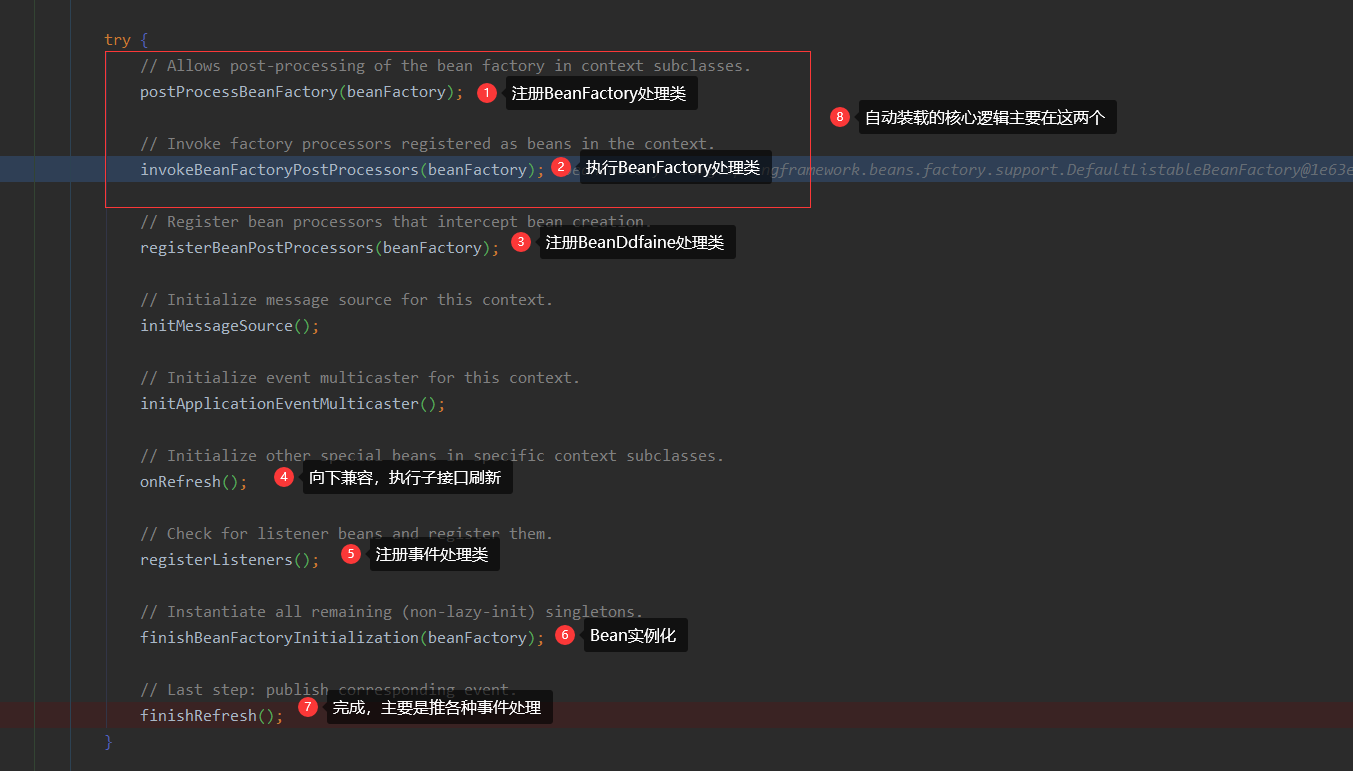 try {
// Allows post-processing of the bean factory in context subclasses.
postProcessBeanFactory(beanFactory); 1 注册BeanFactory处理类
8 自动装载的核心逻辑主要在这两个
// Invoke factory processors registered as beans in the context.
invokeBeanFactoryPostProcessors(beanFactory); 2 执行BeanFactory处理类 ngframework.beans.factory.support.DefaultListableBeanFactory@1e63e
// Register bean processors that intercept bean creation.
registerBeanPostProcessors(beanFactory); 3 注册BeanDdfaine处理类
// Initialize message source for this context.
initMessageSource();
// Initialize event multicaster for this context.
initApplicationEventMulticaster();
// Initialize other special beans in specific context subclasses.
onRefresh(); 4 向下兼容，执行子接口刷新
// Check for listener beans and register them.
registerListeners(); 5 注册事件处理类
// Instantiate all remaining (non-lazy-init) singletons.
finishBeanFactoryInitialization(beanFactory); 6 Bean实例化
// Last step: publish corresponding event.
finishRefresh(); 7 完成，主要是推各种事件处理
}